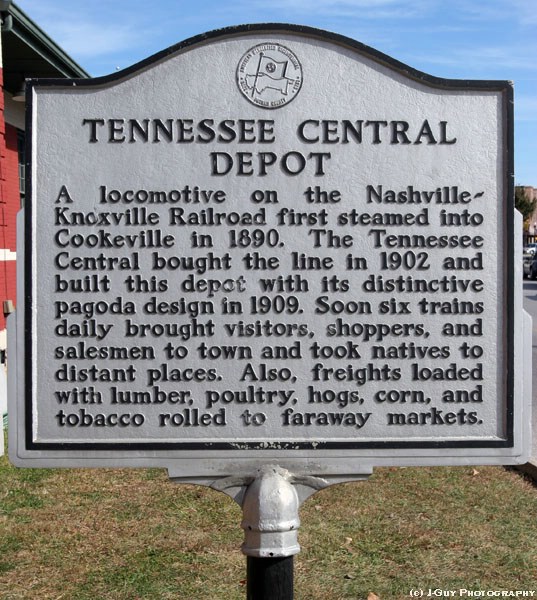 TENNESSEE CENTRAL
DEPOT
A locomotive on the Nashville-
Knoxville Railroad first steamed into
Cookeville in 1890. The Tennessee
Central bought the line in 1902 and
built this depot with its distinctive
pagoda design in 1909. Soon six trains
daily brought visitors, shoppers, and
salesmen to town and took natives to
distant places. Also, freights loaded
with lumber, poultry, hogs, corn, and
tobacco rolled to faraway markets.
(c) J-Guy Photography